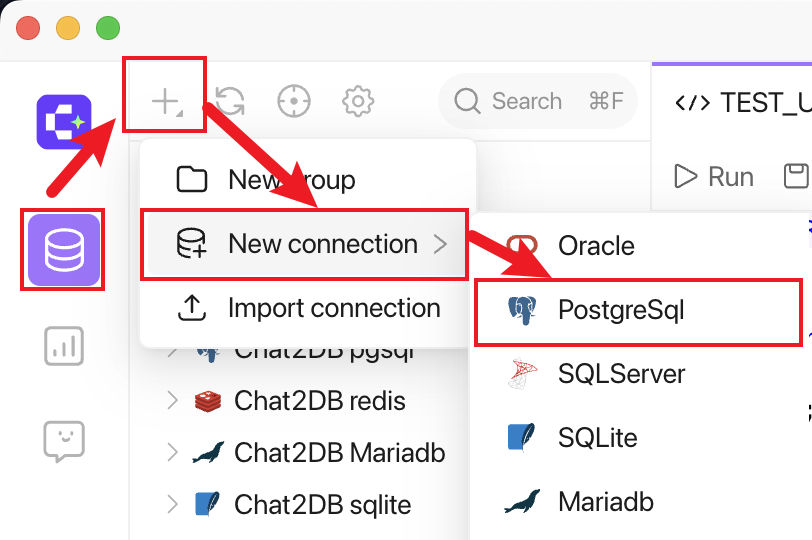 Search ⌘F
</> TEST_U
Run
New group
New connection
Import connection
Oracle
PostgreSql
SQLServer
SQLite
Mariadb
Chat2DB pgsql
Chat2DB redis
Chat2DB Mariadb
Chat2DB sqlite